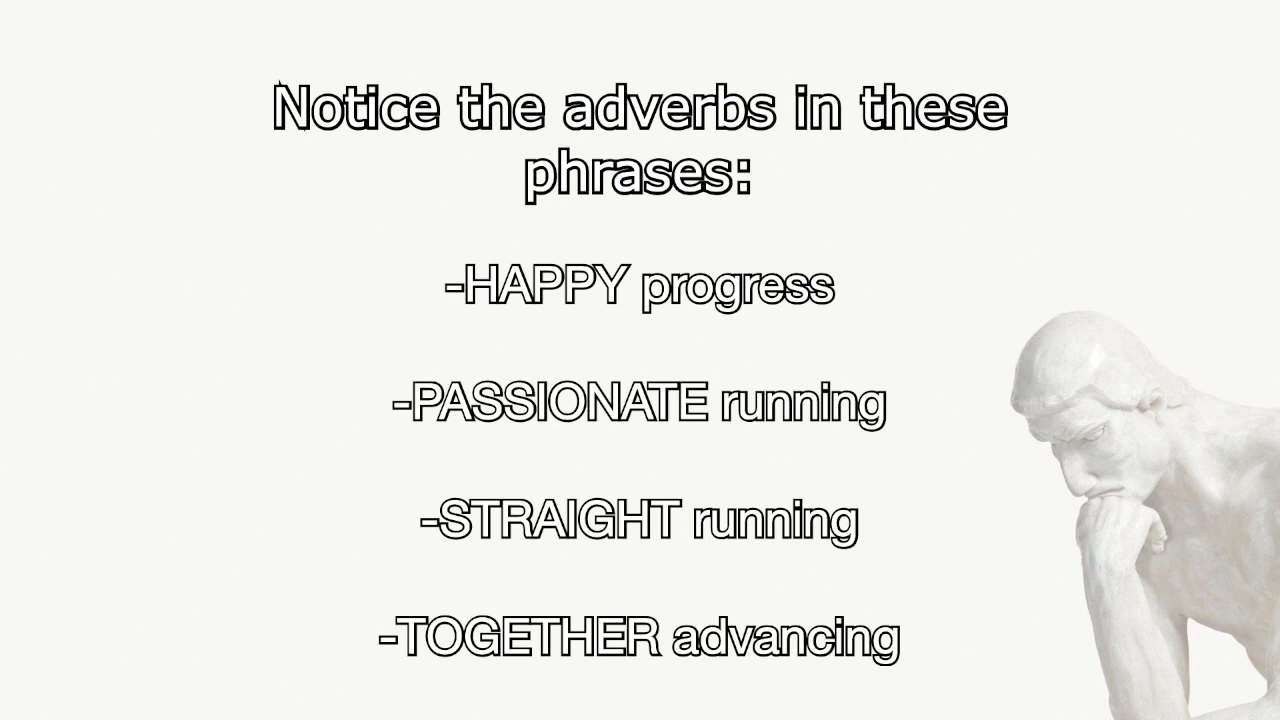 Notice the adverbs in these
phrases:
-HAPPY progress
-PASSIONATE running
-STRAIGHT running
-TOGETHER advancing